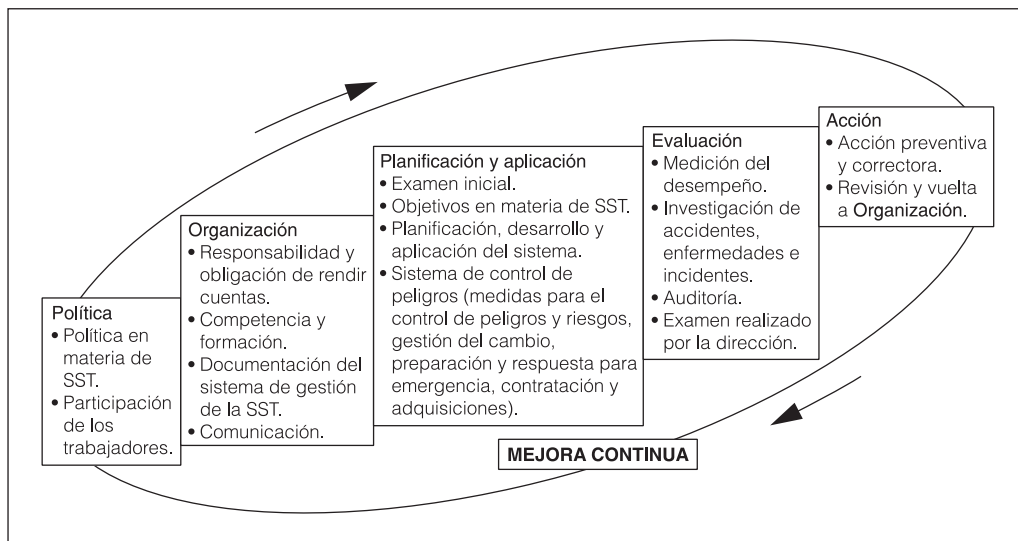 Política
• Política en
materia de
SST.
• Participación
de los
trabajadores.
Organización
• Responsabilidad y
obligación de rendir
cuentas.
• Competencia y
formación.
• Documentación del
sistema de gestión
de la SST.
• Comunicación.
Planificación y aplicación
• Examen inicial.
• Objetivos en materia de SST.
• Planificación, desarrollo y
aplicación del sistema.
• Sistema de control de
peligros (medidas para el
control de peligros y riesgos,
gestión del cambio,
preparación y respuesta para
emergencia, contratación y
adquisiciones).
Evaluación
• Medición del
desempeño.
• Investigación de
accidentes,
enfermedades e
incidentes.
• Auditoría.
• Examen realizado
por la dirección.
Acción
• Acción preventiva
y correctora.
• Revisión y vuelta
a Organización.
MEJORA CONTINUA